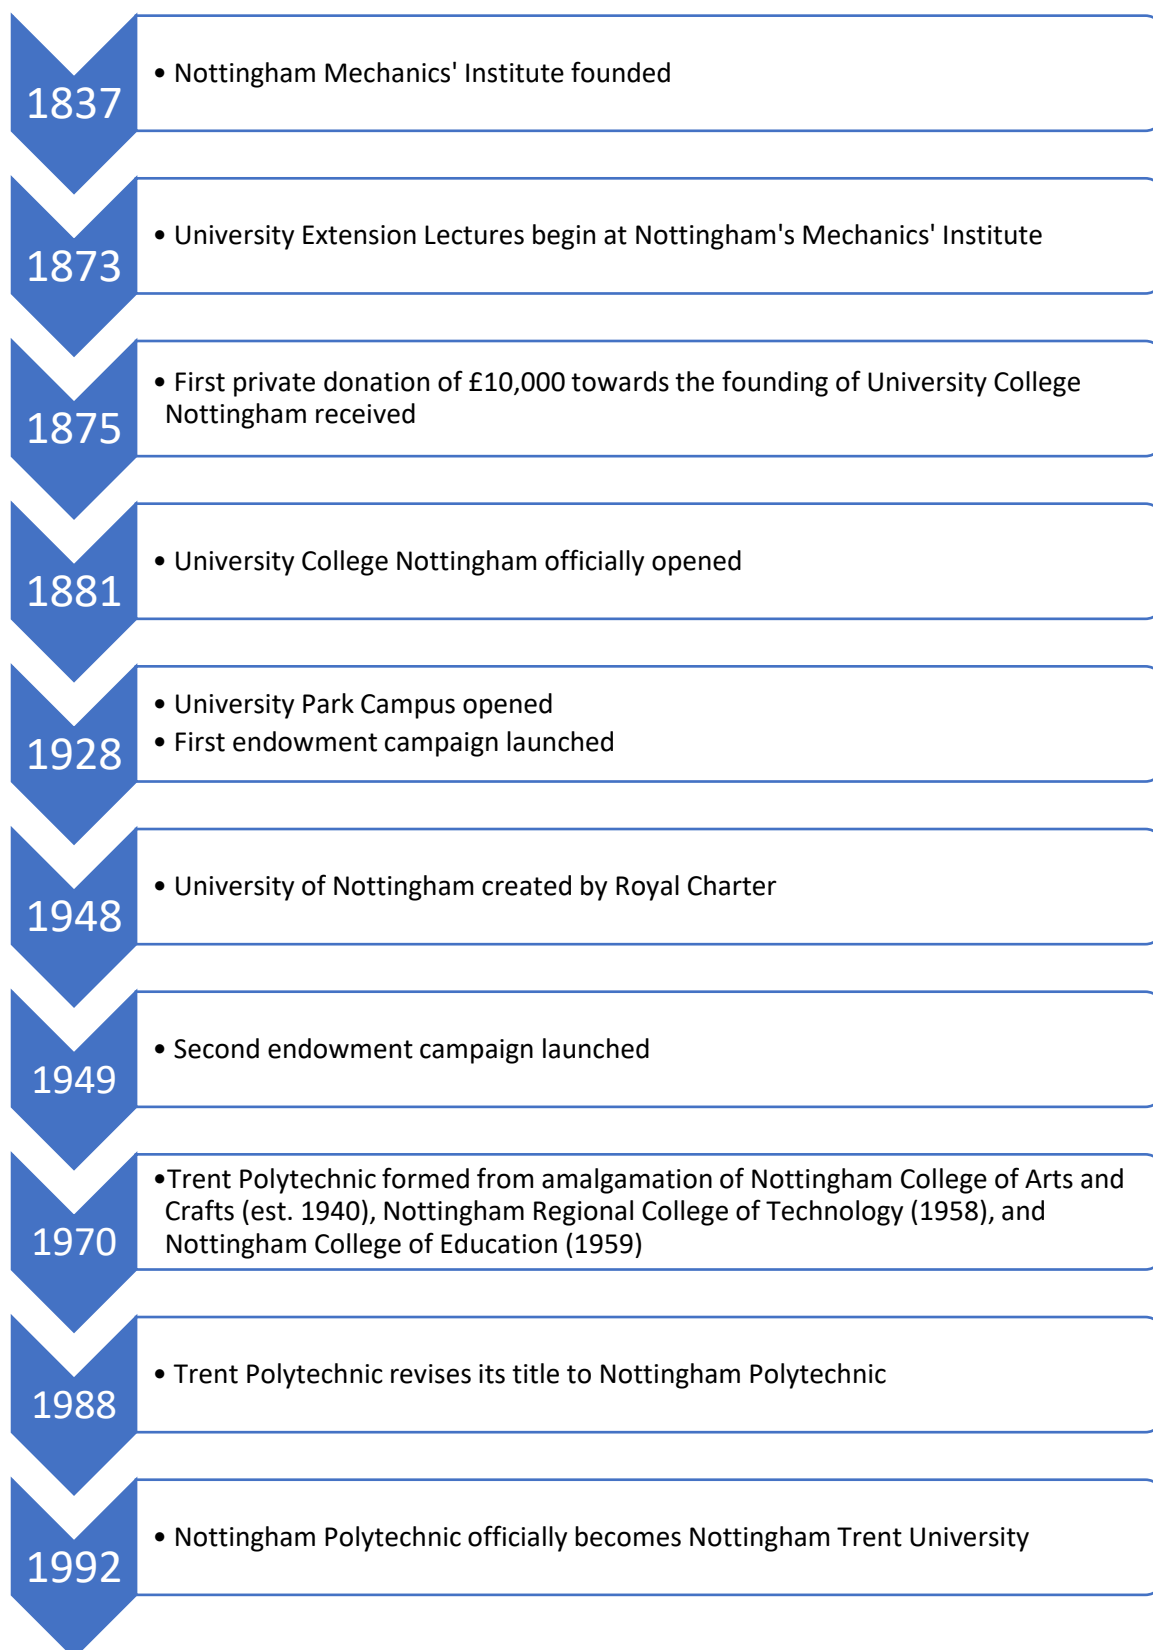 1837
• Nottingham Mechanics' Institute founded
1873
• University Extension Lectures begin at Nottingham's Mechanics' Institute
1875
• First private donation of £10,000 towards the founding of University College
Nottingham received
1881
• University College Nottingham officially opened
1928
• University Park Campus opened
• First endowment campaign launched
1948
• University of Nottingham created by Royal Charter
1949
• Second endowment campaign launched
1970
•Trent Polytechnic formed from amalgamation of Nottingham College of Arts and
Crafts (est. 1940), Nottingham Regional College of Technology (1958), and
Nottingham College of Education (1959)
1988
• Trent Polytechnic revises its title to Nottingham Polytechnic
1992
• Nottingham Polytechnic officially becomes Nottingham Trent University